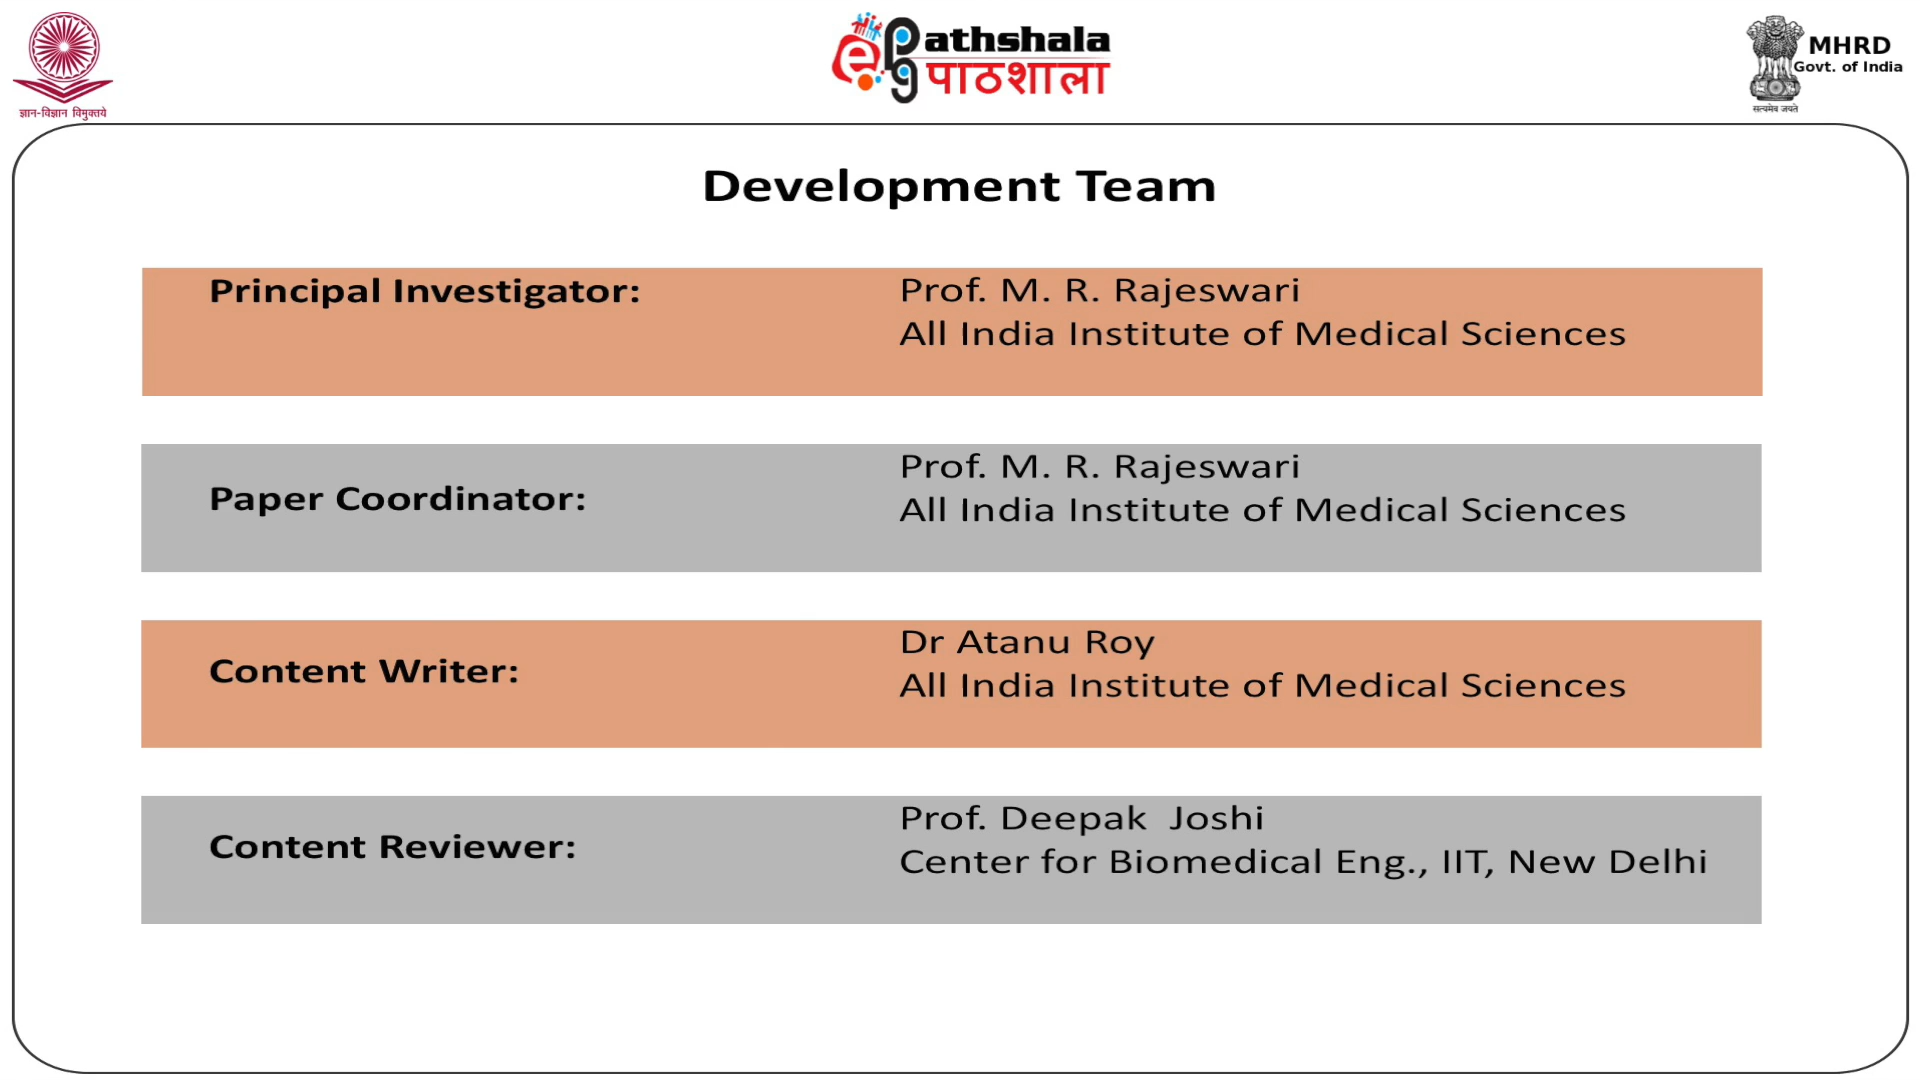 ज्ञान-विज्ञान विमुक्तये
e PG Pathshala
पाठशाला
MHRD
Govt. of India
सत्यमेव जयते
Development Team
Principal Investigator:
Prof. M. R. Rajeswari
All India Institute of Medical Sciences
Paper Coordinator:
Prof. M. R. Rajeswari
All India Institute of Medical Sciences
Content Writer:
Dr Atanu Roy
All India Institute of Medical Sciences
Content Reviewer:
Prof. Deepak  Joshi
Center for Biomedical Eng., IIT, New Delhi